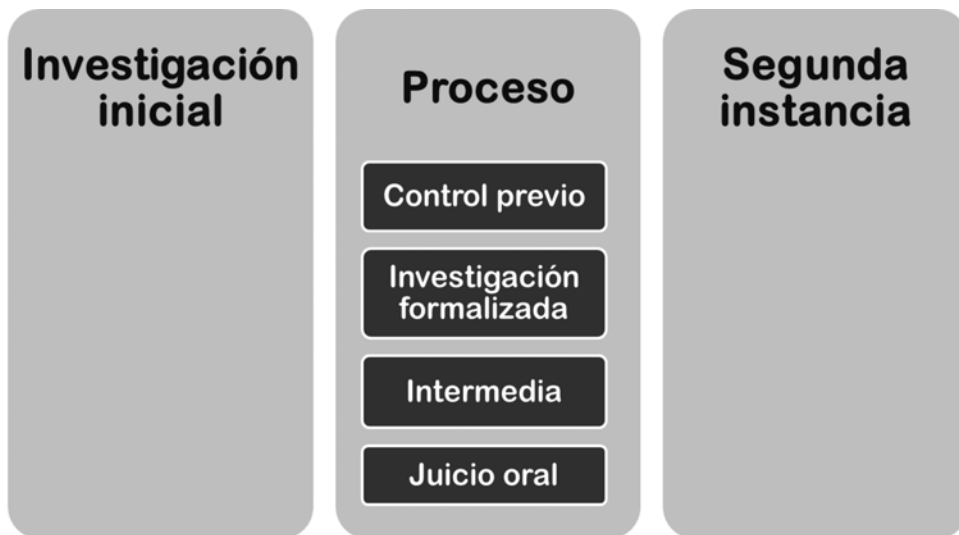 Investigación
inicial
Proceso
Control previo
Investigación
formalizada
Intermedia
Juicio oral
Segunda
instancia